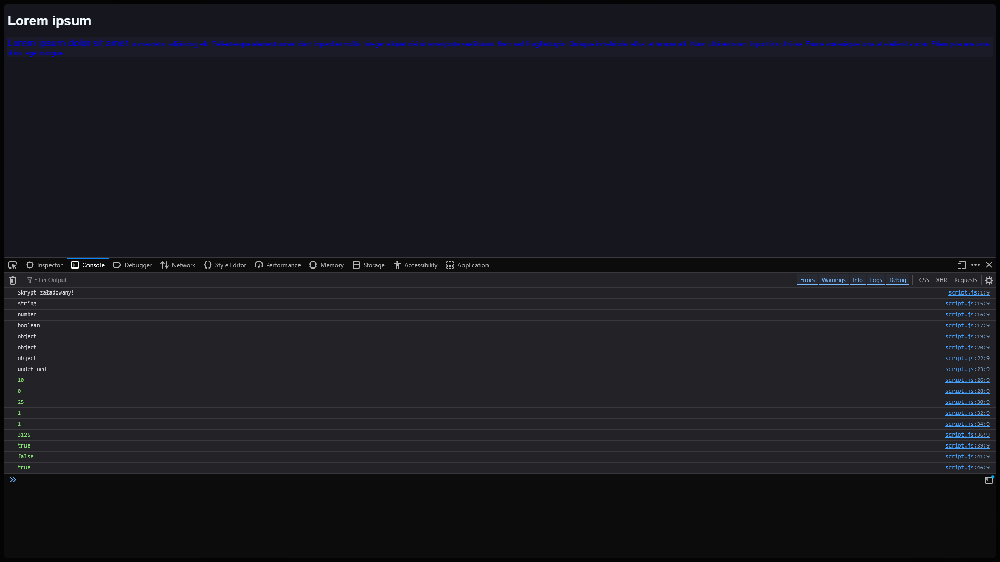 Lorem ipsum
Lorem ipsum dolor sit amet, consectetur adipiscing elit. Pellentesque elementum vel diam imperdiet mollis. Integer aliquet nisi sit amet porta vestibulum. Nam sed fringilla turpis. Quisque in vehicula tellus, at tempor elit. Nunc ultrices lorem in porttitor ultrices. Fusce scelerisque urna at eleifend auctor. Etiam posuere urna
dolor, eget congue
Inspector Console Debugger Network Style Editor Performance Memory Storage Accessibility Application
Filter Output Errors Warnings Info Logs Debug CSS XHR Requests
Skrypt załadowany! script.js:1:9
string script.js:15:9
number script.js:16:9
boolean script.js:17:9
object script.js:19:9
object script.js:20:9
object script.js:22:9
undefined script.js:23:9
10 script.js:26:9
0 script.js:28:9
25 script.js:30:9
1 script.js:32:9
1 script.js:34:9
3125 script.js:36:9
true script.js:39:9
false script.js:41:9
true script.js:46:9